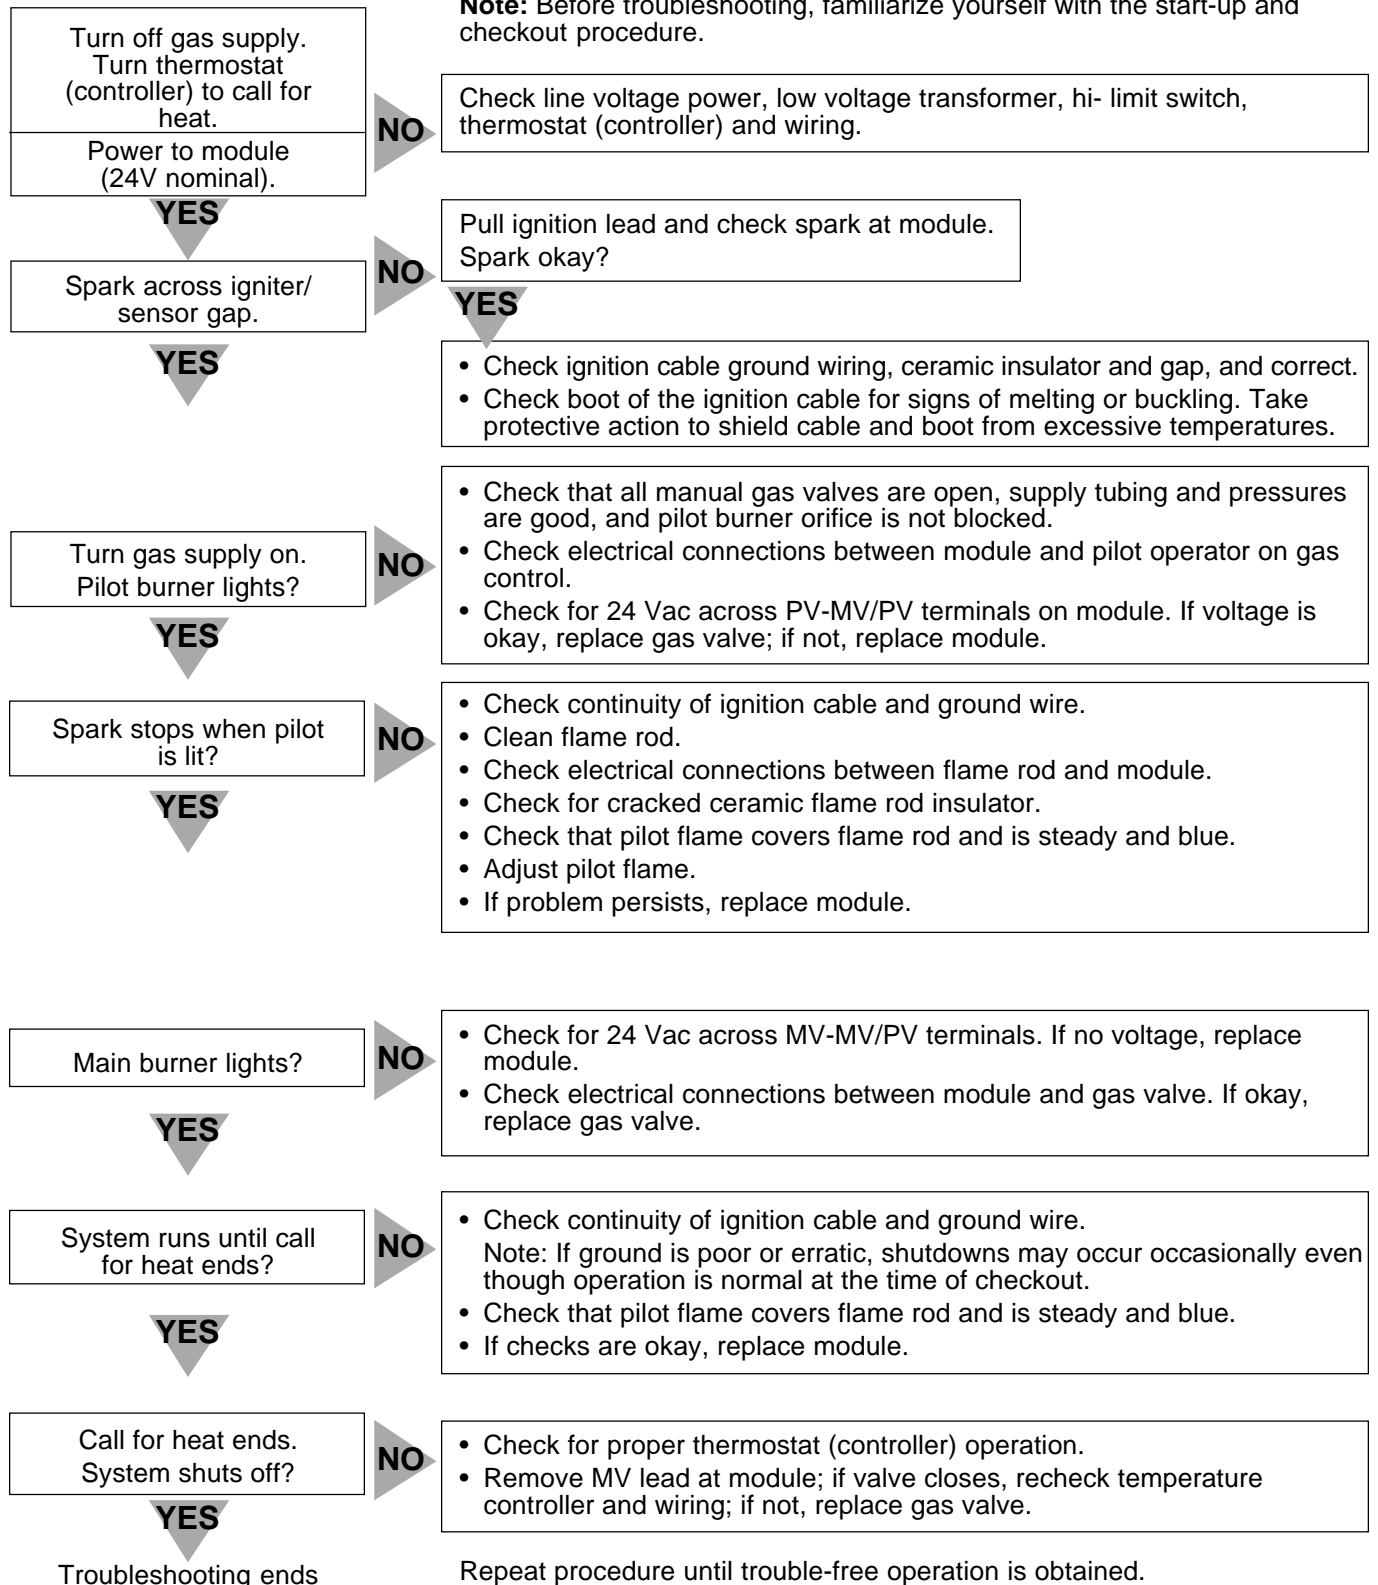 Note: Before troubleshooting, familiarize yourself with the start-up and
checkout procedure.
Turn off gas supply.
Turn thermostat
(controller) to call for
heat.
Power to module
(24V nominal).
NO
Check line voltage power, low voltage transformer, hi- limit switch,
thermostat (controller) and wiring.
YES
Spark across igniter/
sensor gap.
NO
Pull ignition lead and check spark at module.
Spark okay?
YES
• Check ignition cable ground wiring, ceramic insulator and gap, and correct.
• Check boot of the ignition cable for signs of melting or buckling. Take
protective action to shield cable and boot from excessive temperatures.
YES
Turn gas supply on.
Pilot burner lights?
NO
• Check that all manual gas valves are open, supply tubing and pressures
are good, and pilot burner orifice is not blocked.
• Check electrical connections between module and pilot operator on gas
control.
• Check for 24 Vac across PV-MV/PV terminals on module. If voltage is
okay, replace gas valve; if not, replace module.
YES
Spark stops when pilot
is lit?
NO
• Check continuity of ignition cable and ground wire.
• Clean flame rod.
• Check electrical connections between flame rod and module.
• Check for cracked ceramic flame rod insulator.
• Check that pilot flame covers flame rod and is steady and blue.
• Adjust pilot flame.
• If problem persists, replace module.
YES
Main burner lights?
NO
• Check for 24 Vac across MV-MV/PV terminals. If no voltage, replace
module.
• Check electrical connections between module and gas valve. If okay,
replace gas valve.
YES
System runs until call
for heat ends?
NO
• Check continuity of ignition cable and ground wire.
Note: If ground is poor or erratic, shutdowns may occur occasionally even
though operation is normal at the time of checkout.
• Check that pilot flame covers flame rod and is steady and blue.
• If checks are okay, replace module.
YES
Call for heat ends.
System shuts off?
NO
• Check for proper thermostat (controller) operation.
• Remove MV lead at module; if valve closes, recheck temperature
controller and wiring; if not, replace gas valve.
YES
Troubleshooting ends
Repeat procedure until trouble-free operation is obtained.